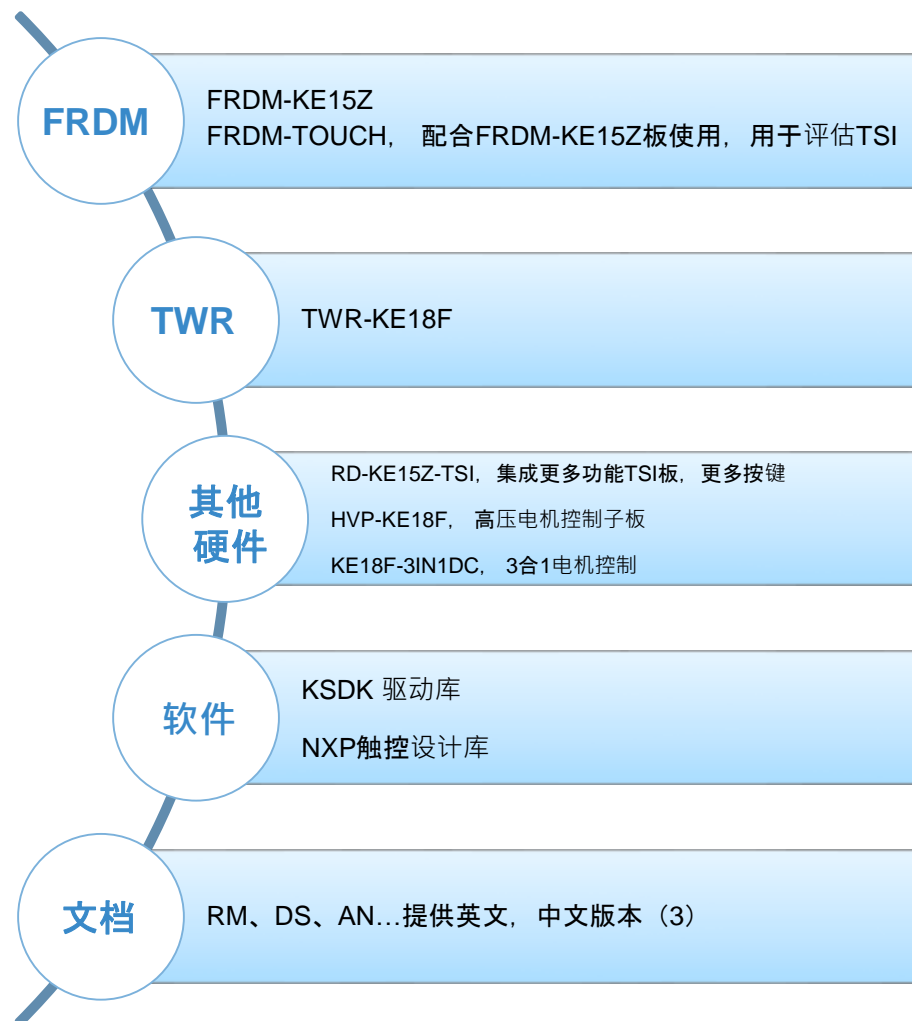 FRDM
FRDM-KE15Z
FRDM-TOUCH， 配合FRDM-KE15Z板使用，用于评估TSI
TWR
TWR-KE18F
其他
硬件
RD-KE15Z-TSI，集成更多功能TSI板，更多按键
HVP-KE18F， 高压电机控制子板
KE18F-3IN1DC， 3合1电机控制
软件
KSDK 驱动库
NXP触控设计库
文档
RM、DS、AN…提供英文，中文版本（3）